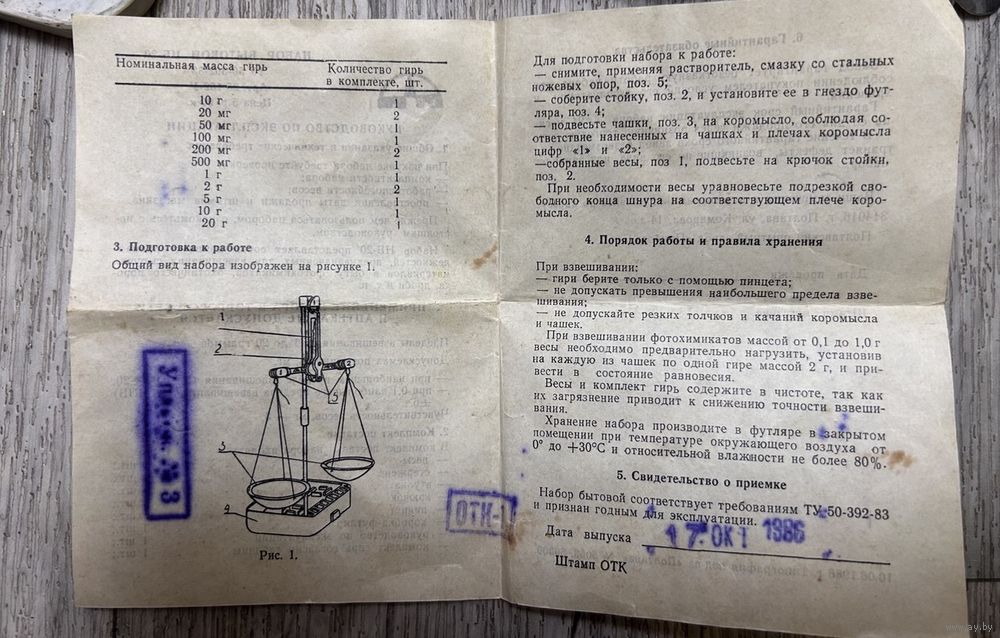 Номинальная масса гирь Количество гирь
в комплекте, шт.
10 г 1
20 мг 2
50 мг 1
100 мг 1
200 мг 2
500 мг 1
1 г 1
2 г 2
5 г 1
10 г 1
20 г 1
3. Подготовка к работе
Общий вид набора изображен на рисунке 1.
1
2
5
3
4
Упаков. № 3
ОТК-1
Рис. 1.
Для подготовки набора к работе:
— снимите, применяя растворитель, смазку со стальных
ножевых опор, поз. 5;
— соберите стойку, поз. 2, и установите ее в гнездо фут-
ляра, поз. 4;
— подвесьте чашки, поз. 3, на коромысло, соблюдая со-
ответствие нанесенных на чашках и плечах коромысла
цифр «1» и «2»;
—собранные весы, поз 1, подвесьте на крючок стойки,
поз. 2.
При необходимости весы уравновесьте подрезкой сво-
бодного конца шнура на соответствующем плече коро-
мысла.
4. Порядок работы и правила хранения
При взвешивании:
— гири берите только с помощью пинцета;
— не допускать превышения наибольшего предела взве-
шивания;
— не допускайте резких толчков и качаний коромысла
и чашек.
При взвешивании фотохимикатов массой от 0,1 до 1,0 г
весы необходимо предварительно нагрузить, установив
на каждую из чашек по одной гире массой 2 г, и при-
вести в состояние равновесия.
Весы и комплект гирь, содержите в чистоте, так как
их загрязнение приводит к снижению точности взвеши-
вания.
Хранение набора производите в футляре в закрытом
помещении при температуре окружающего воздуха от
0° до +30°С и относительной влажности не более 80%.
5. Свидетельство о приемке
Набор бытовой соответствует требованиям ТУ 50-392-83
и признан годным для эксплуатации.
Дата выпуска 17 ОКТ 1986
Штамп ОТК
www.ay.by